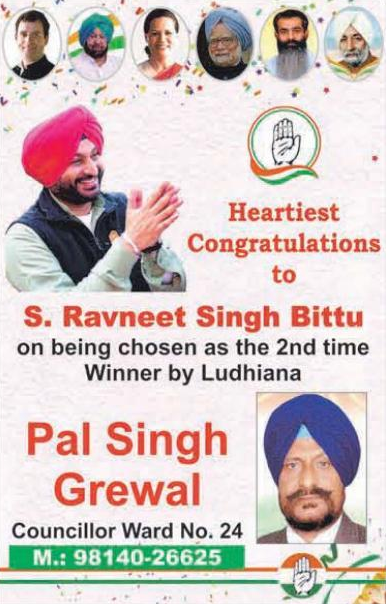 Heartiest
Congratulations
to
S. Ravneet Singh Bittu
on being chosen as the 2nd time
Winner by Ludhiana
Pal Singh
Grewal
Councillor Ward No. 24
M.: 98140-26625